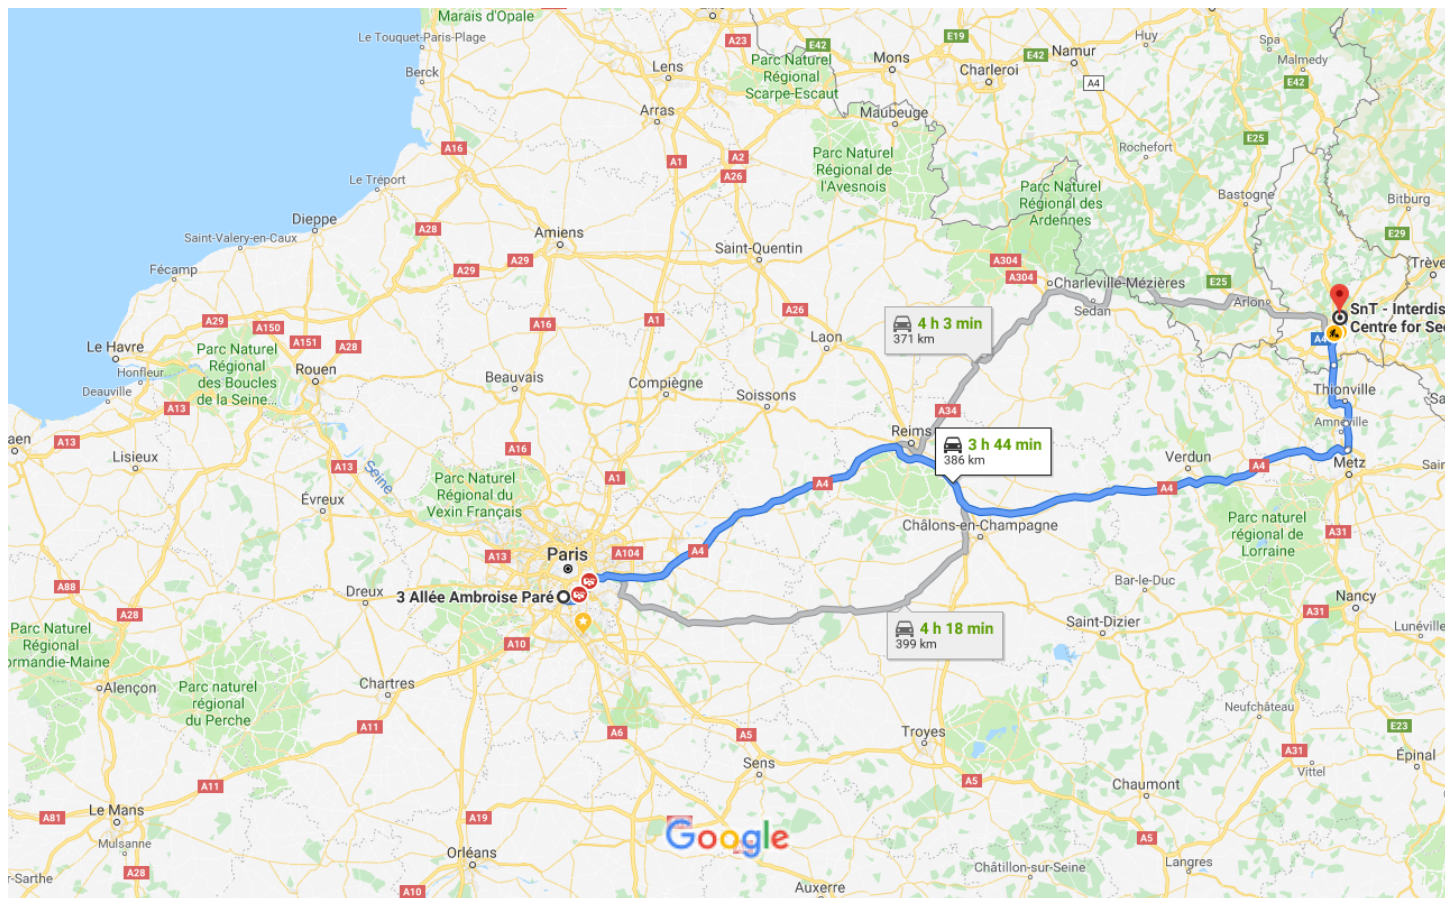 Marais d'Opale
Le Touquet-Paris-Plage
Berck
A23
E42
Lens
Parc Naturel
Régional
Scarpe-Escaut
Mons
E19
Charleroi
E42
Namur
Huy
Spa
Malmedy
A4
E42
Arras
Maubeuge
A16
A1
A2
A26
Parc Naturel
Régional de
l'Avesnois
E25
Rochefort
Le Tréport
Parc Naturel
Régional des
Ardennes
Bastogne
Bitburg
Dieppe
Saint-Valery-en-Caux
A28
Amiens
Saint-Quentin
E29
Fécamp
A29
A29
A304
A304
Charleville-Mézières
E25
Trève
Sedan
Arlon
A29
A150
A151
A28
A16
A1
A26
Laon
4 h 3 min
371 km
SnT - Interdis
Centre for Sec
A4
Le Havre
Honfleur
Deauville
Parc Naturel
Régional
des Boucles
de la Seine...
Rouen
Beauvais
Compiègne
Soissons
Thionville
A13
A34
Amnéville
Reims
3 h 44 min
386 km
aen
A13
Lisieux
A13
A16
Verdun
A4
Metz
Sa
Sain
Seine
A1
A4
A4
Évreux
Parc Naturel
Régional du
Vexin Français
Châlons-en-Champagne
Parc naturel
régional de
Lorraine
A31
Paris
A13
A104
A4
A88
Dreux
3 Allée Ambroise Paré
Bar-le-Duc
Nancy
A28
Parc Naturel
Régional
ormandie-Maine
A10
4 h 18 min
399 km
Saint-Dizier
A31
Lunéville
Alençon
Parc naturel
régional
du Perche
Chartres
Neufchâteau
A11
A6
A5
Troyes
E23
A31
Épinal
Sens
Vittel
A11
A5
Chaumont
Le Mans
A81
A19
Google
A5
Mulsanne
Orléans
Langres
r-Sarthe
A28
A10
Châtillon-sur-Seine
Auxerre